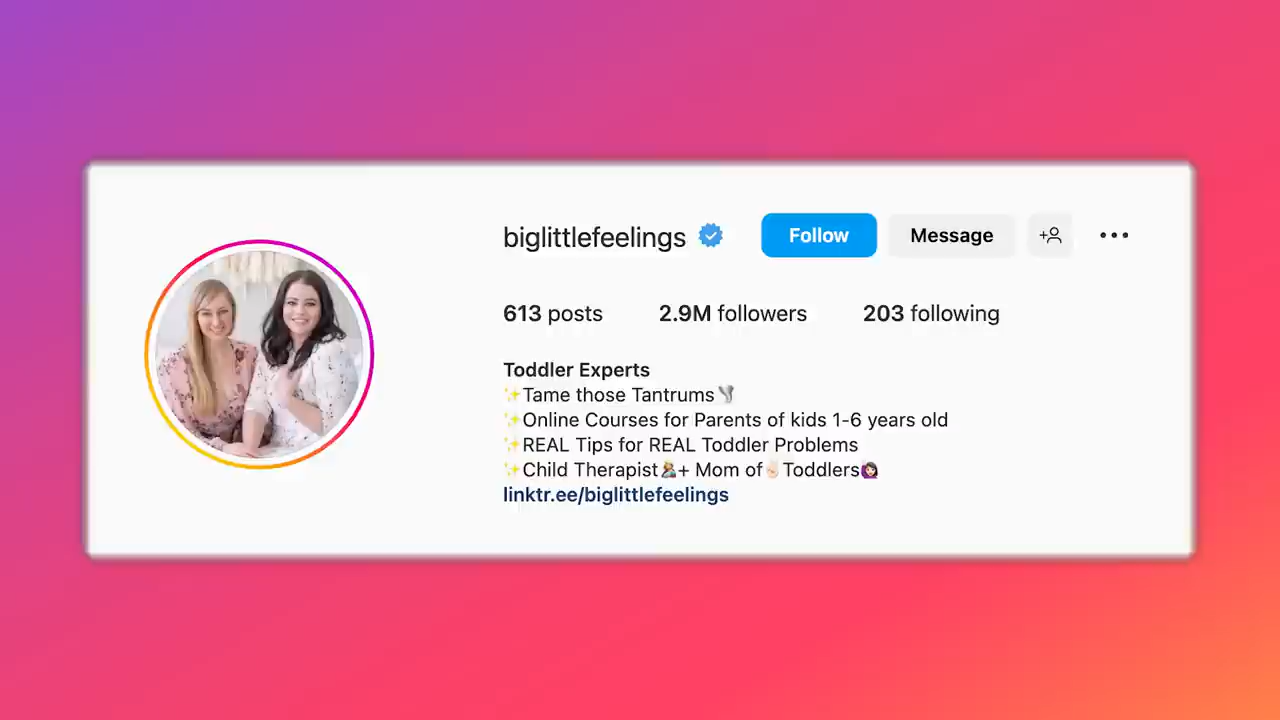 biglittlefeelings
Follow
Message
613 posts 2.9M followers 203 following
Toddler Experts
✨Tame those Tantrums🌪
✨Online Courses for Parents of kids 1-6 years old
✨REAL Tips for REAL Toddler Problems
✨Child Therapist🤱🏼+ Mom of✌🏻Toddlers🙋🏻‍♀️
linktr.ee/biglittlefeelings